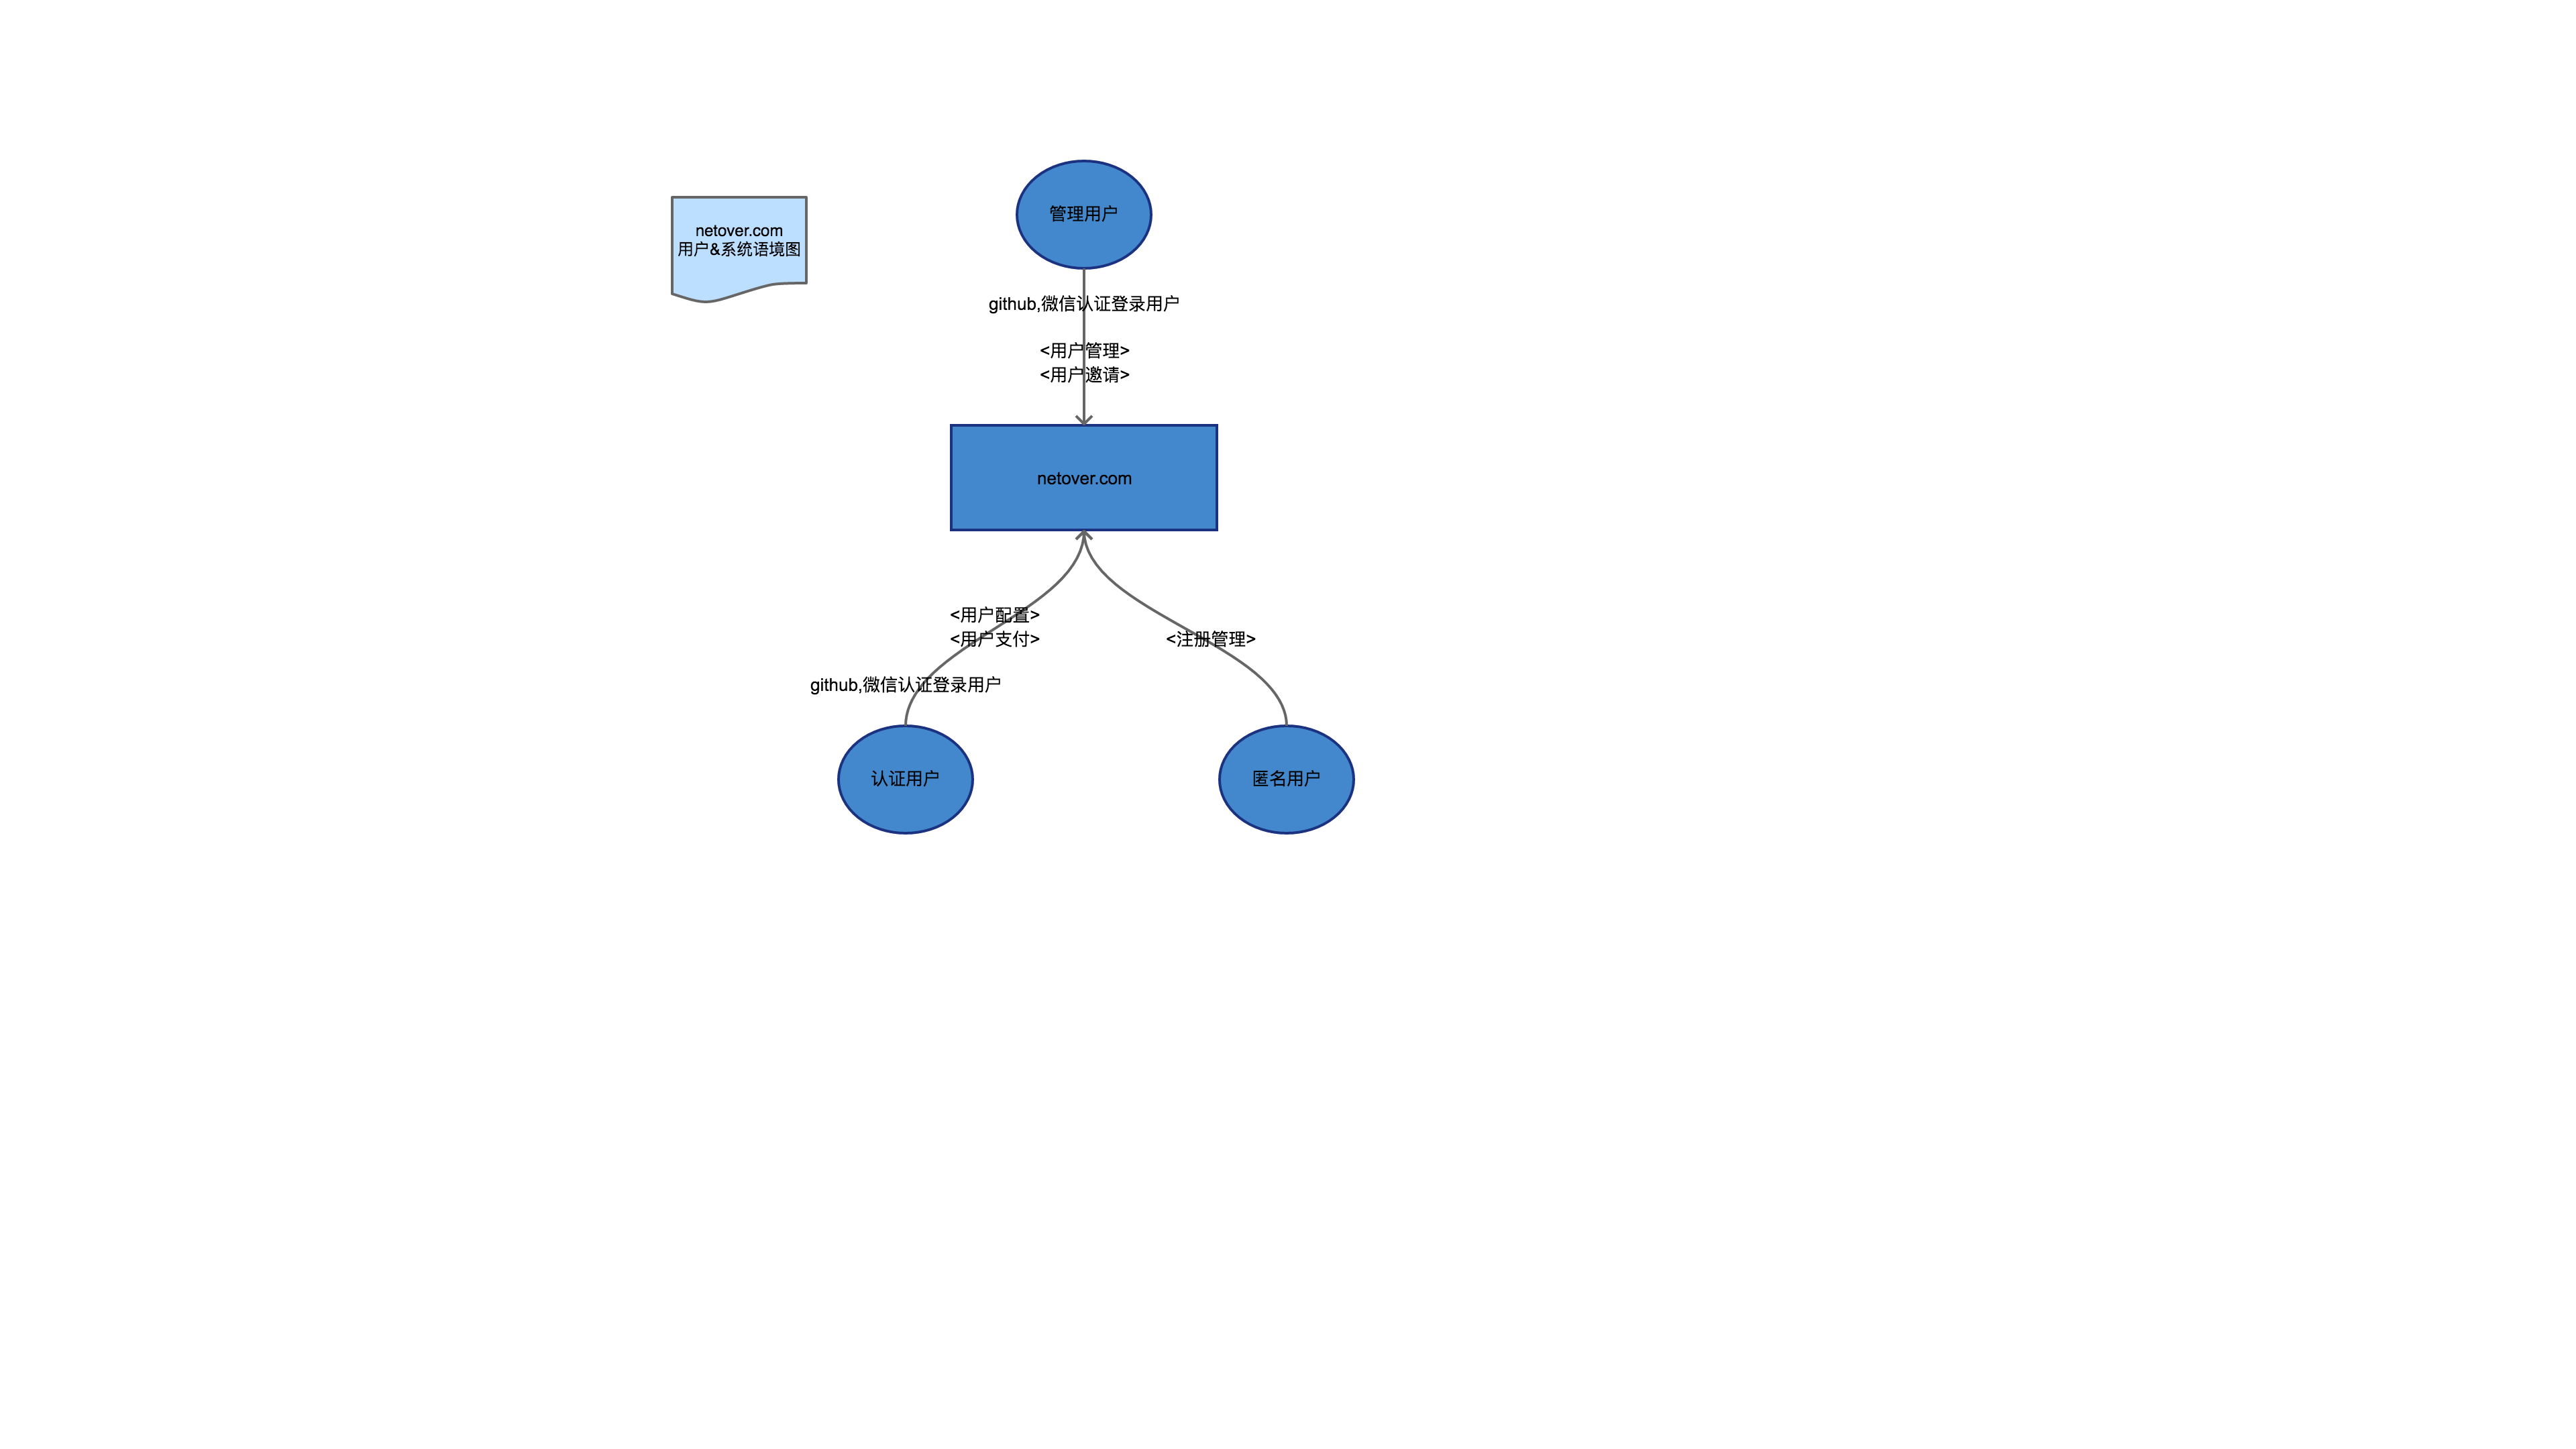 管理用户
netover.com
用户&系统语境图
github,微信认证登录用户
<用户管理>
<用户邀请>
netover.com
<用户配置>
<用户支付>
<注册管理>
github,微信认证登录用户
认证用户
匿名用户